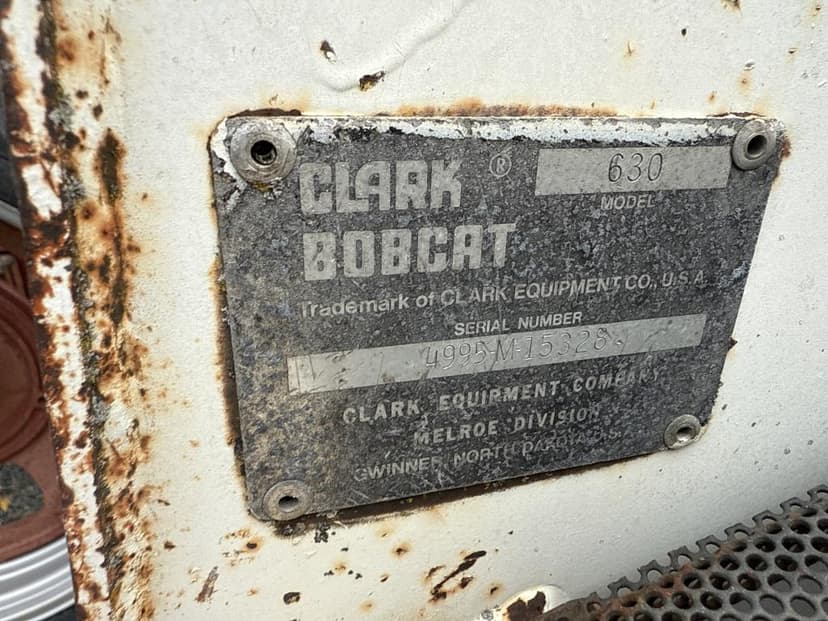 CLARK ®
630
MODEL
BOBCAT
Trademark of CLARK EQUIPMENT CO., U.S.A.
SERIAL NUMBER
4995-M-15328
CLARK EQUIPMENT COMPANY
MELROE DIVISION
GWINNER, NORTH DAKOTA U.S.